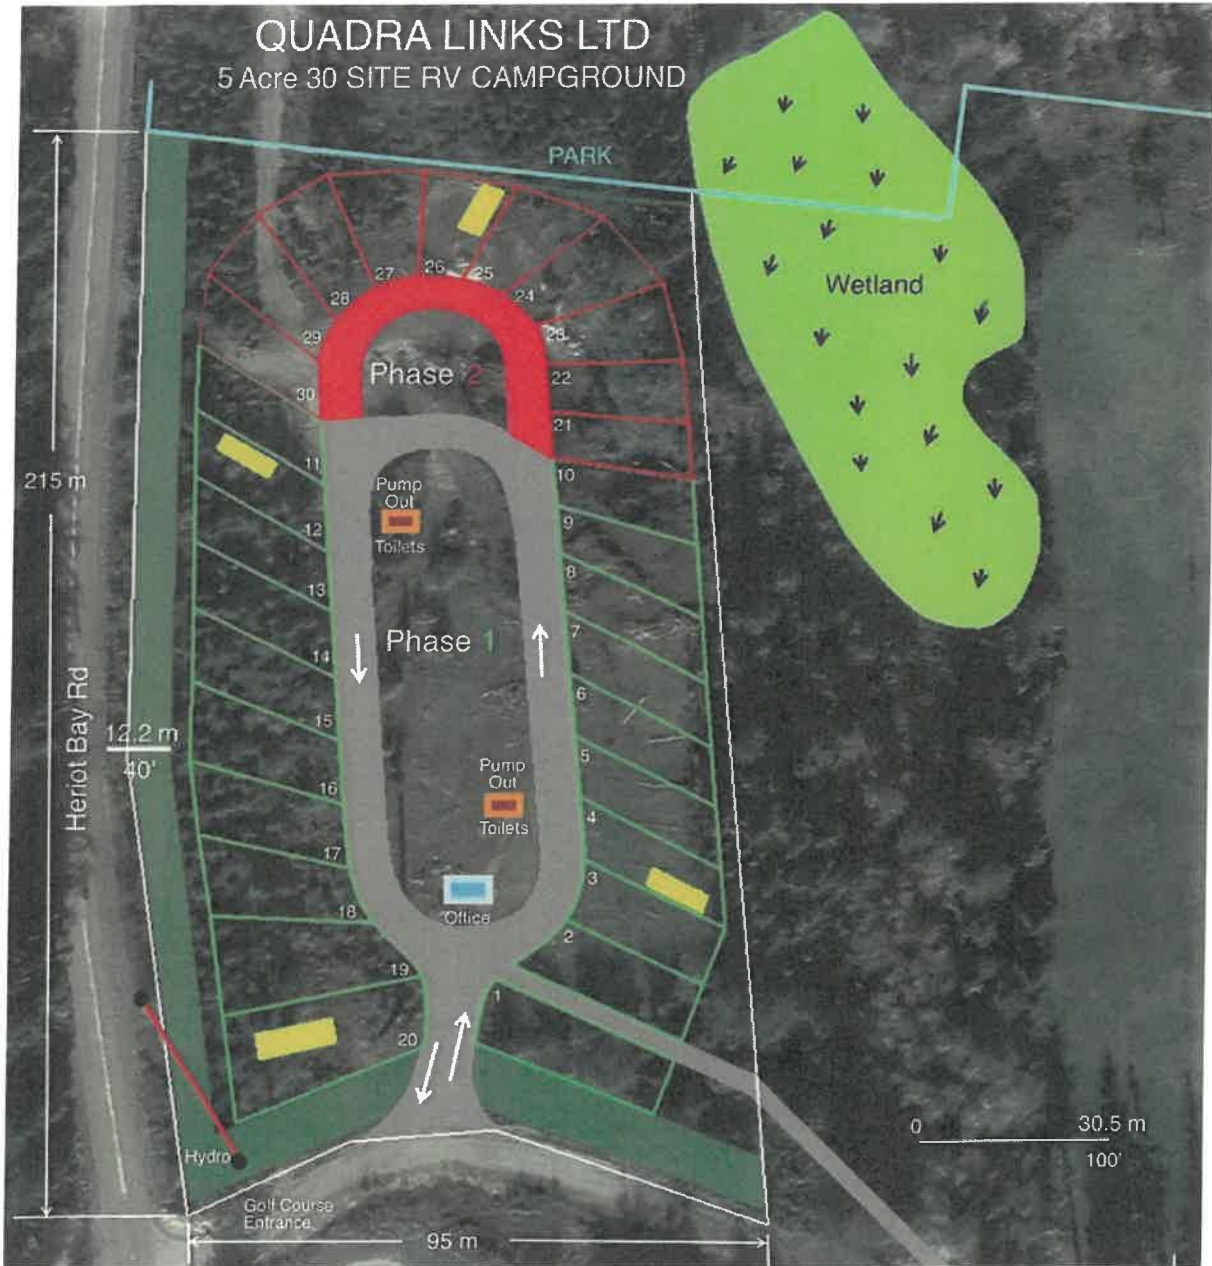 QUADRA LINKS LTD
5 Acre 30 SITE RV CAMPGROUND
PARK
Wetland
26
27
25
28
24
29
23
Phase 2
22
30
21
215 m
11
10
Pump
Out
Toilets
9
12
8
13
7
Phase 1
14
6
15
5
Heriot Bay Rd
12.2 m
40'
Pump
Out
Toilets
16
4
17
3
Office
18
2
19
1
20
0 30.5 m
100'
Hydro
Golf Course
Entrance
95 m